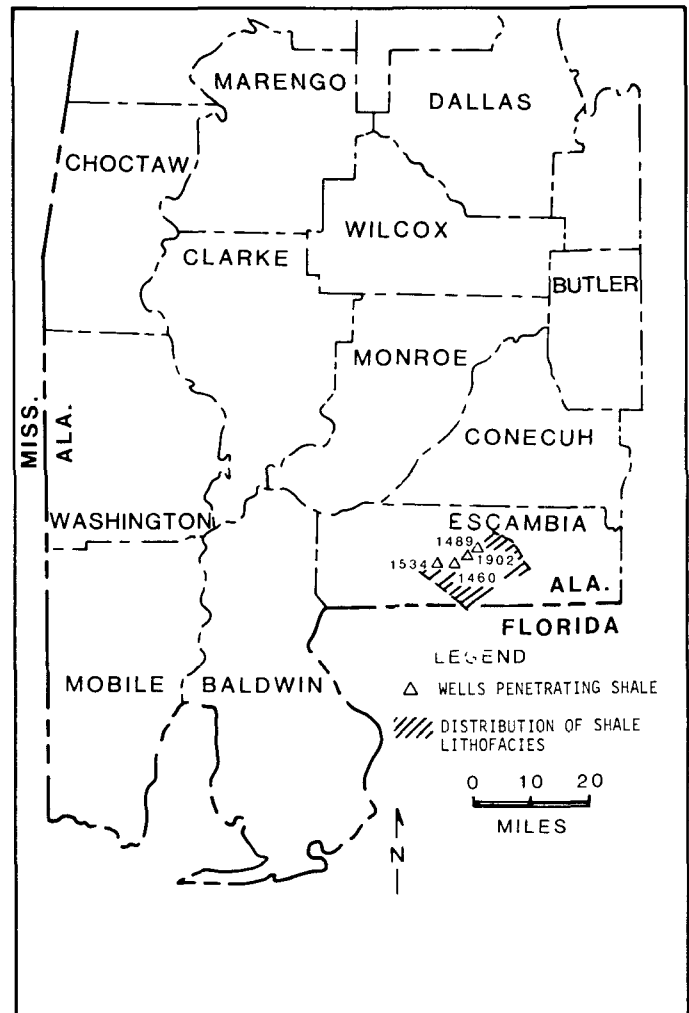 MARENGO
DALLAS
CHOCTAW
WILCOX
CLARKE
BUTLER
MONROE
MISS.
ALA.
CONECUH
WASHINGTON
ESCAMBIA
1489
1534
1902
1460
ALA.
FLORIDA
LEGEND
MOBILE
BALDWIN
WELLS PENETRATING SHALE
DISTRIBUTION OF SHALE
LITHOFACIES
0 10 20
MILES
N